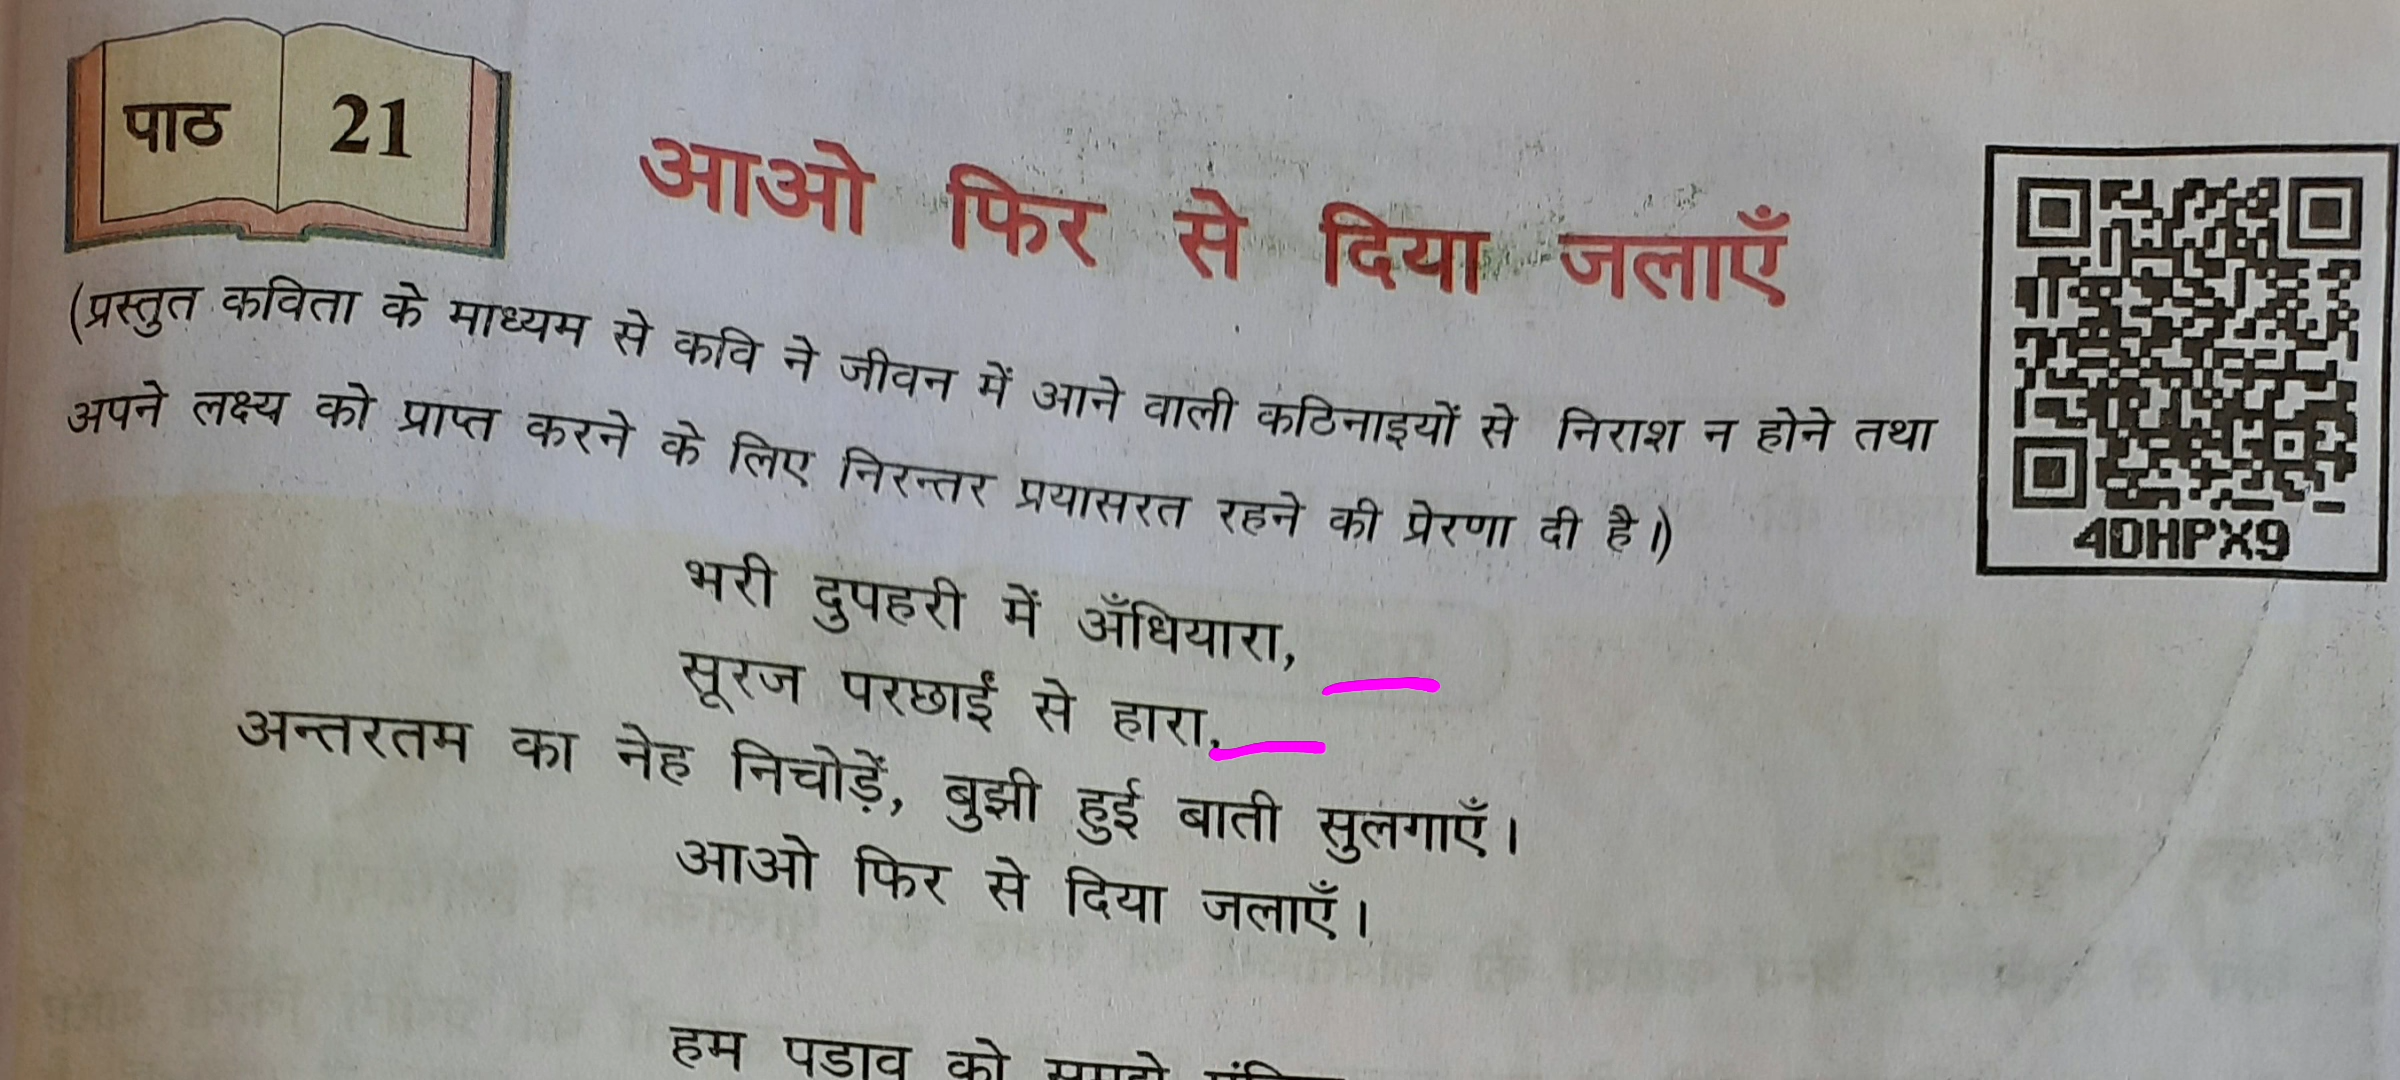 पाठ 21
आओ फिर से दिया जलाएँ
(प्रस्तुत कविता के माध्यम से कवि ने जीवन में आने वाली कठिनाइयों से निराश न होने तथा
अपने लक्ष्य को प्राप्त करने के लिए निरन्तर प्रयासरत रहने की प्रेरणा दी है।)
4DHPX9
भरी दुपहरी में अँधियारा,
सूरज परछाईं से हारा,
अन्तरतम का नेह निचोड़ें, बुझी हुई बाती सुलगाएँ।
आओ फिर से दिया जलाएँ।
हम पड़ाव को समझे